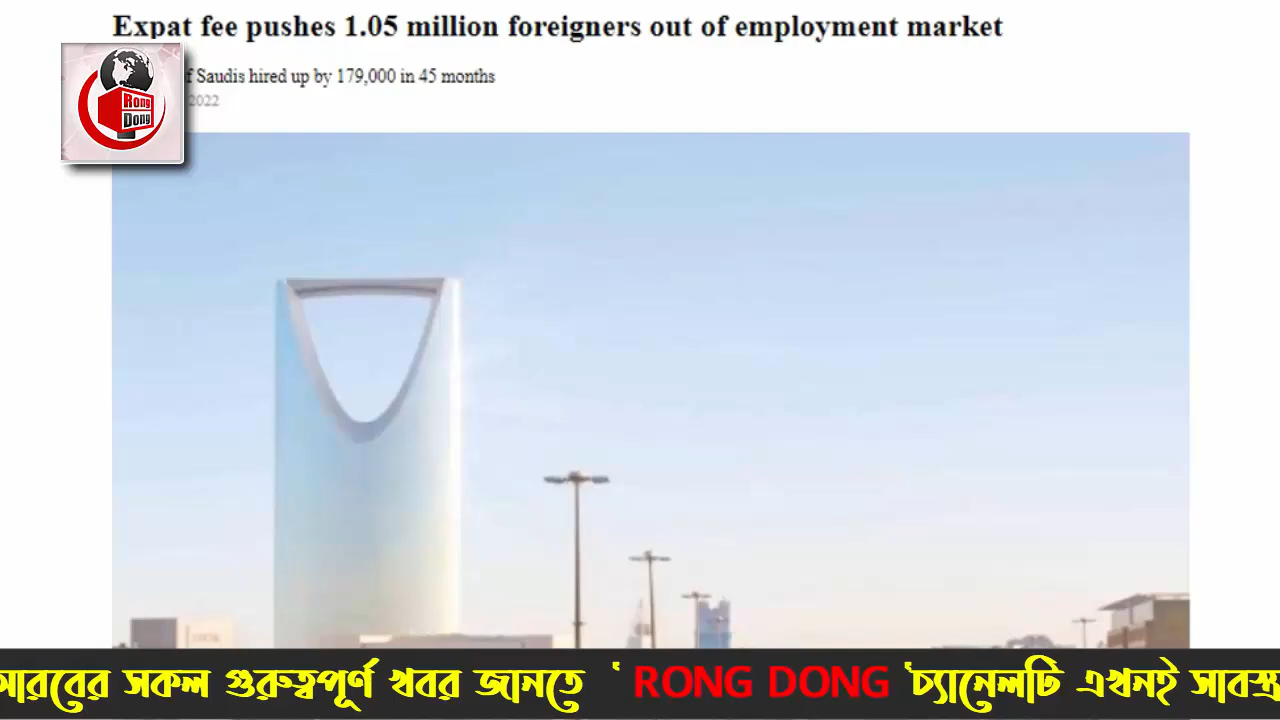 Expat fee pushes 1.05 million foreigners out of employment market
f Saudis hired up by 179,000 in 45 months
2022
Rong
Dong
আরবের সকল গুরুত্বপূর্ণ খবর জানতে ' RONG DONG 'চ্যানেলটি এখনই সাবস্ক্র